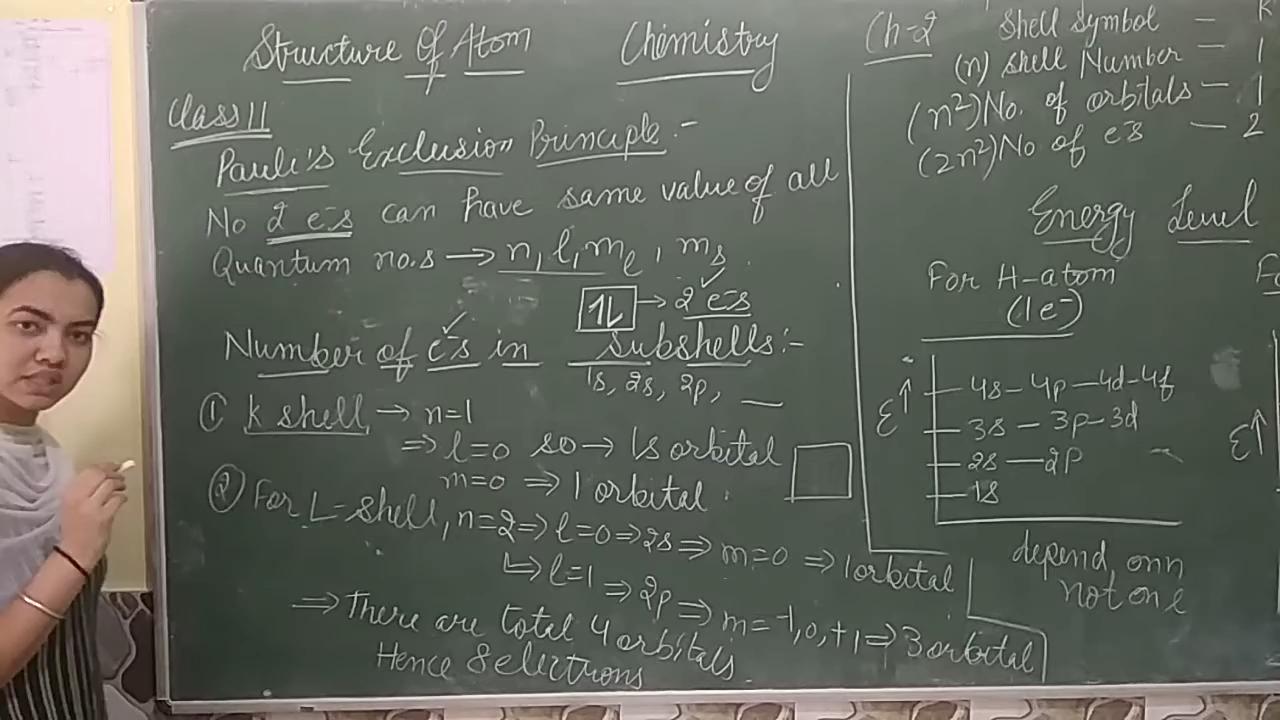 Structure Of Atom Chemistry Ch-2
Class 11
Pauli's Exclusion Principle:-
No 2 e⁻s can have same value of all
Quantum no.s → n, l, mₗ, mₛ.
1L → 2 e⁻s
Number of e⁻s in subshells:-
1s, 2s, 2p, __
① K shell → n=1
⇒ l=0 so → 1s orbital
m=0 ⇒ 1 orbital.
② For L-shell, n=2 ⇒ l=0 ⇒ 2s ⇒ m=0 ⇒ 1 orbital
↳ l=1 ⇒ 2p ⇒ m=-1,0,+1 ⇒ 3 orbital
⇒ There are total 4 orbitals.
Hence 8 electrons
Shell Symbol - K
(n) Shell Number - 1
(n²) No. of orbitals - 1
(2n²) No of e⁻s - 2
Energy Level
For H-atom
(1e⁻)
ε↑
4s-4p-4d-4f
3s-3p-3d
2s-2p
1s
depend on n
not on l
ε↑